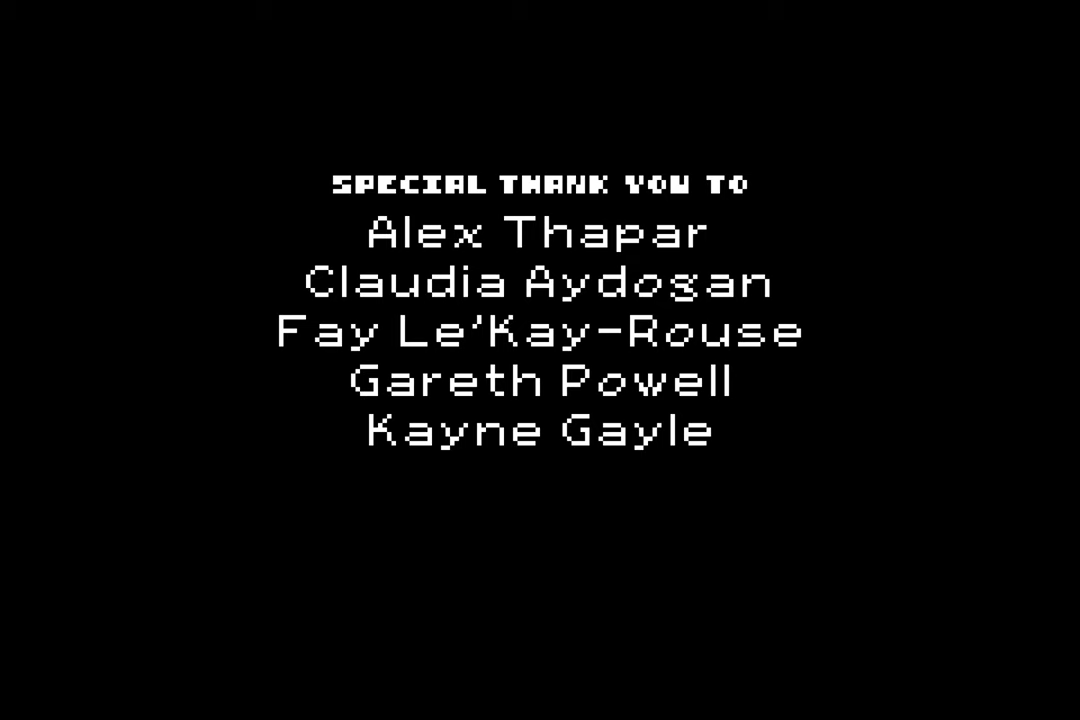 SPECIAL THANK YOU TO
Alex Thapar
Claudia Aydogan
Fay Le'Kay-Rouse
Gareth Powell
Kayne Gayle